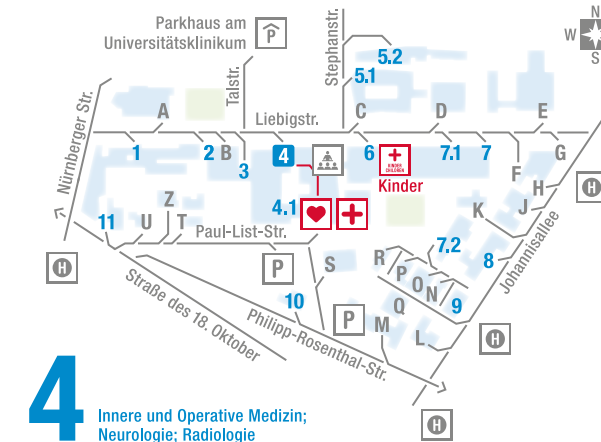 Parkhaus am
Universitätsklinikum
P
Stephanstr.
5.2
5.1
N
W
S
Nürnberger Str.
Talstr.
A
Liebigstr.
C
D
E
1
2
B
3
4
6
KINDER
CHILDREN
7.1
7
F
G
Kinder
H
H
J
K
Z
4.1
11
U
T
Paul-List-Str.
Johannisallee
7.2
8
H
P
S
R
P
O
N
9
Straße des 18. Oktober
10
Q
P
M
L
H
Philipp-Rosenthal-Str.
H
4
Innere und Operative Medizin;
Neurologie; Radiologie